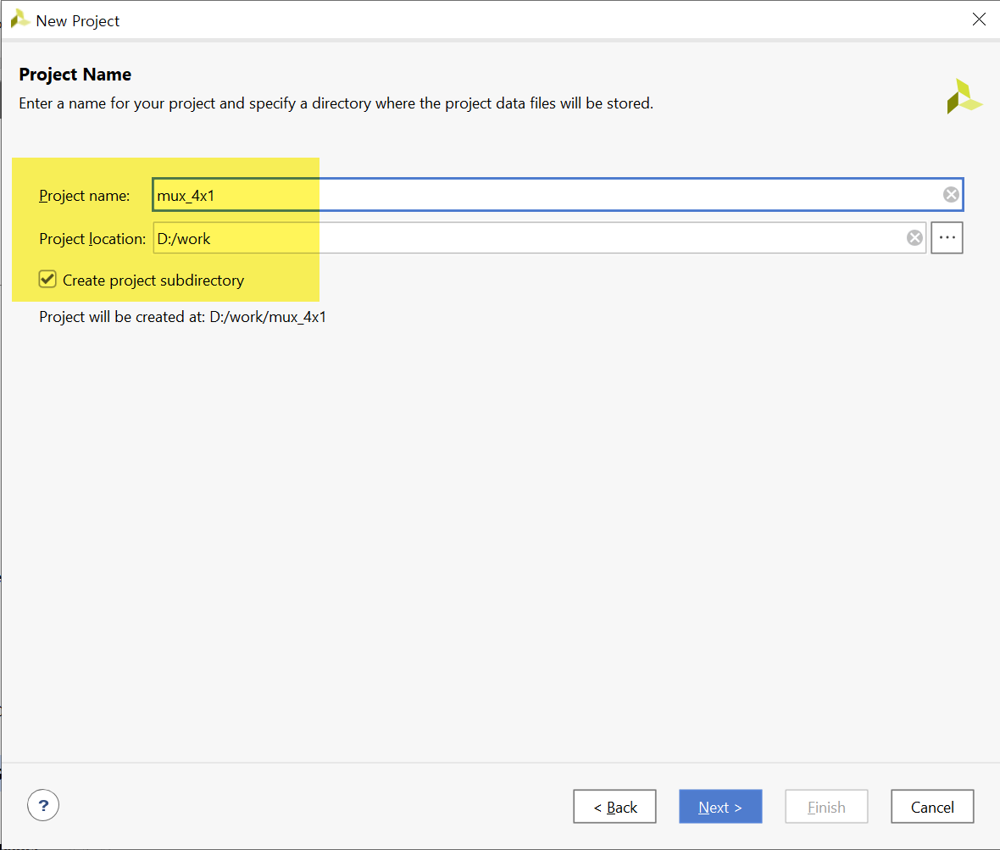 New Project
Project Name
Enter a name for your project and specify a directory where the project data files will be stored.
Project name: mux_4x1
Project location: D:/work ...
Create project subdirectory
Project will be created at: D:/work/mux_4x1
? < Back Next > Finish Cancel